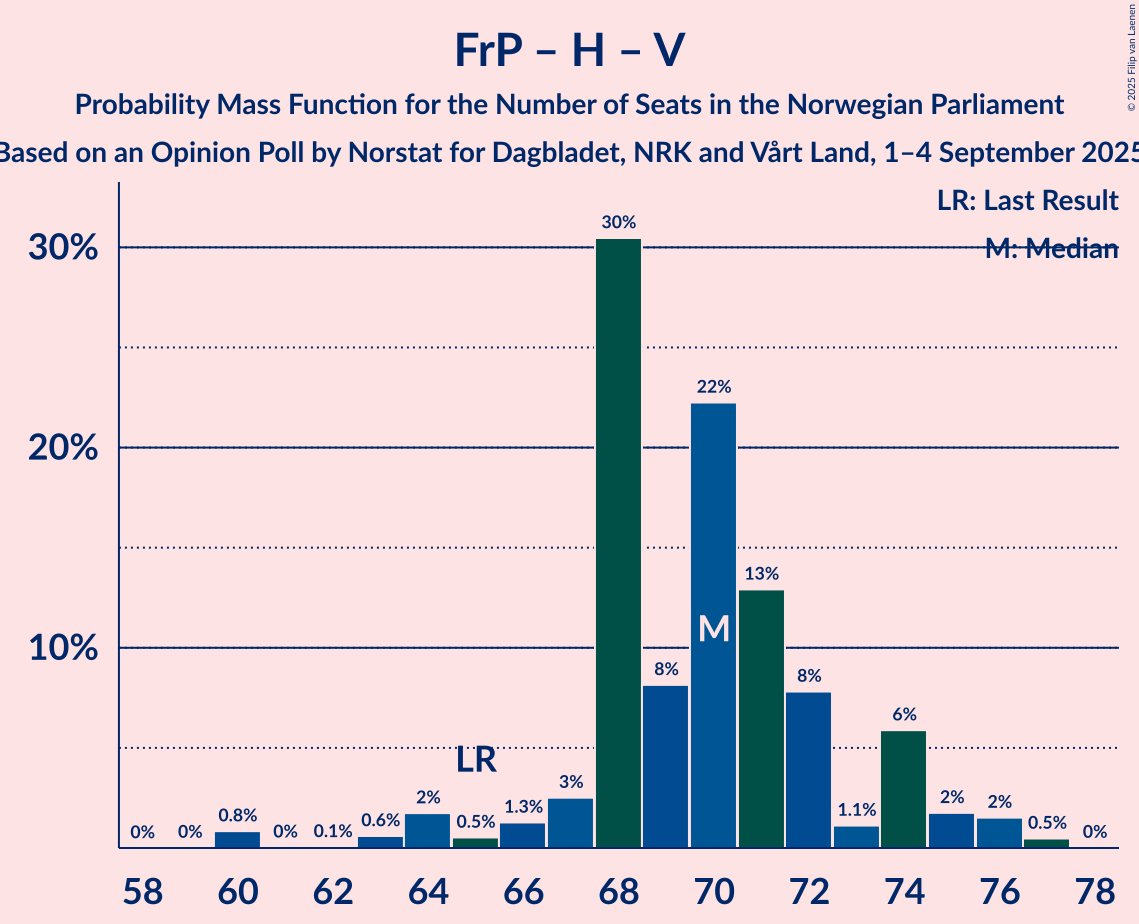 FrP – H – V
Probability Mass Function for the Number of Seats in the Norwegian Parliament
Based on an Opinion Poll by Norstat for Dagbladet, NRK and Vårt Land, 1–4 September 2025
© 2025 Filip van Laenen
LR: Last Result
M: Median
30%
20%
10%
0%
0%
0.8%
0%
0.1%
0.6%
2%
0.5%
1.3%
3%
30%
8%
22%
13%
8%
1.1%
6%
2%
2%
0.5%
0%
LR
M
58 60 62 64 66 68 70 72 74 76 78